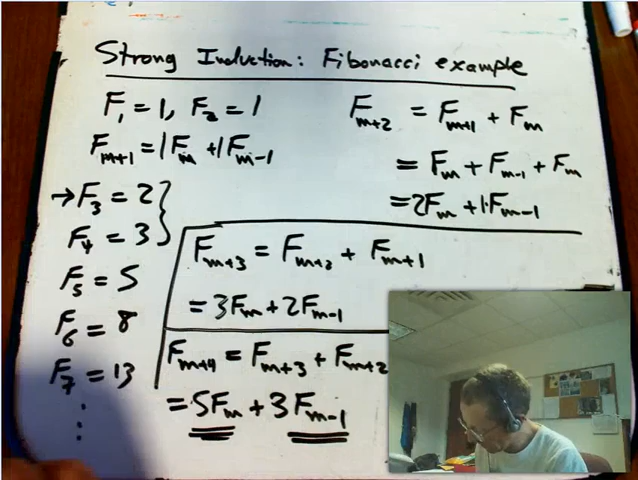 Strong Induction: Fibonacci example
F₁ = 1, F₂ = 1
Fₘ₊₁ = 1Fₘ + 1Fₘ₋₁
→ F₃ = 2
F₄ = 3
F₅ = 5
F₆ = 8
F₇ = 13
⋮
Fₘ₊₂ = Fₘ₊₁ + Fₘ
= Fₘ + Fₘ₋₁ + Fₘ
= 2Fₘ + 1·Fₘ₋₁
Fₘ₊₃ = Fₘ₊₂ + Fₘ₊₁
= 3Fₘ + 2Fₘ₋₁
Fₘ₊₄ = Fₘ₊₃ + Fₘ₊₂
= 5Fₘ + 3Fₘ₋₁